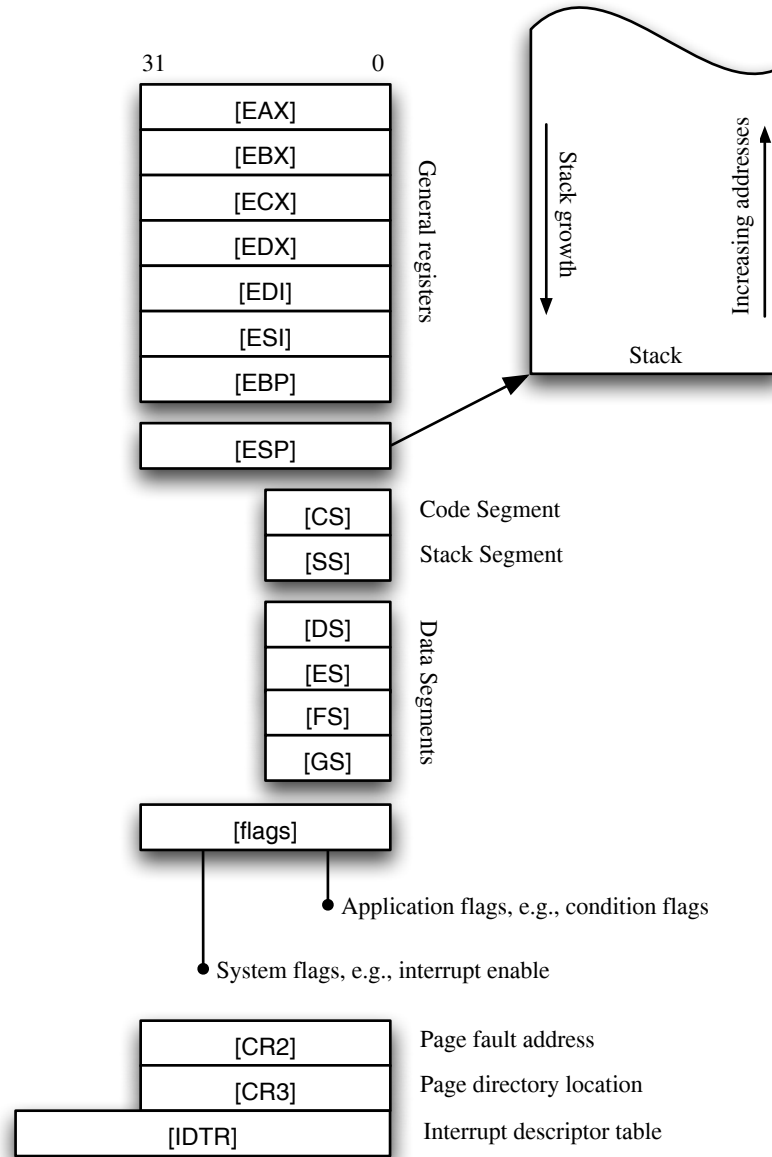 31 0
[EAX]
[EBX]
[ECX]
[EDX]
[EDI]
[ESI]
[EBP]
General registers
[ESP]
Stack growth
Increasing addresses
Stack
[CS] Code Segment
[SS] Stack Segment
[DS]
[ES]
[FS]
[GS]
Data Segments
[flags]
Application flags, e.g., condition flags
System flags, e.g., interrupt enable
[CR2] Page fault address
[CR3] Page directory location
[IDTR] Interrupt descriptor table